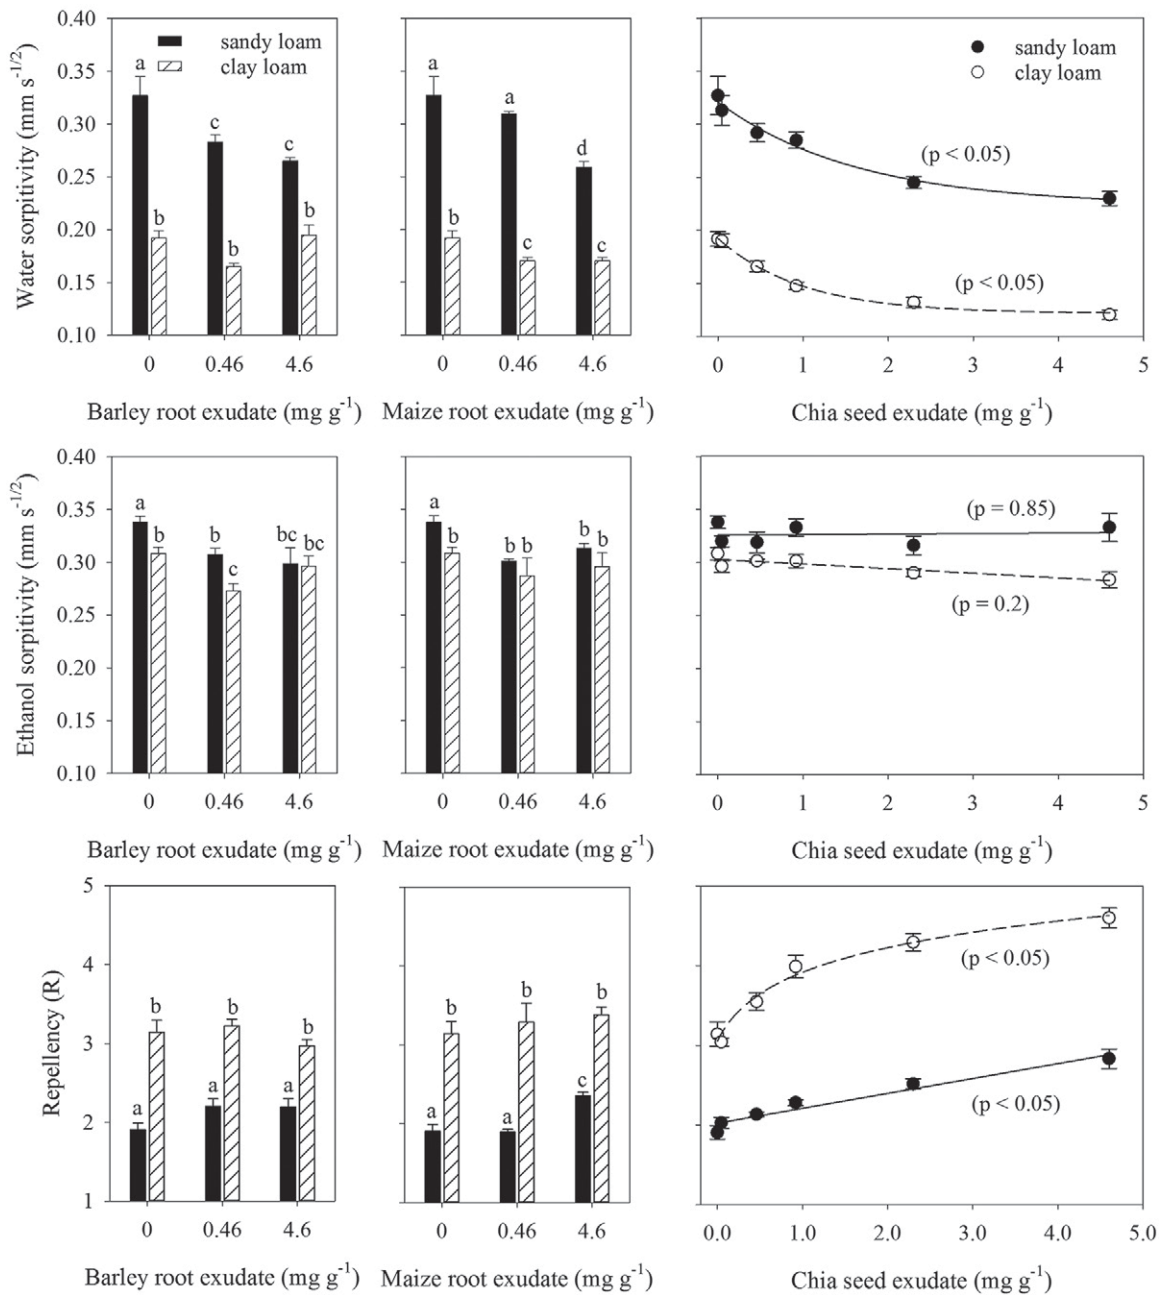 Water sorpitivity (mm s-1/2)
0.40
0.35
0.30
0.25
0.20
0.15
0.10
sandy loam
clay loam
a
b
c
b
c
b
0
0.46
4.6
Barley root exudate (mg g-1)
a
b
a
c
d
c
0
0.46
4.6
Maize root exudate (mg g-1)
sandy loam
clay loam
(p < 0.05)
(p < 0.05)
0
1
2
3
4
5
Chia seed exudate (mg g-1)
Ethanol sorpitivity (mm s-1/2)
0.40
0.35
0.30
0.25
0.20
0.15
0.10
a
b
b
c
bc
bc
0
0.46
4.6
Barley root exudate (mg g-1)
a
b
b
b
b
b
0
0.46
4.6
Maize root exudate (mg g-1)
(p = 0.85)
(p = 0.2)
0
1
2
3
4
5
Chia seed exudate (mg g-1)
Repellency (R)
5
4
3
2
1
a
b
a
b
a
b
0
0.46
4.6
Barley root exudate (mg g-1)
a
b
a
b
c
b
0
0.46
4.6
Maize root exudate (mg g-1)
(p < 0.05)
(p < 0.05)
0.0
1.0
2.0
3.0
4.0
5.0
Chia seed exudate (mg g-1)